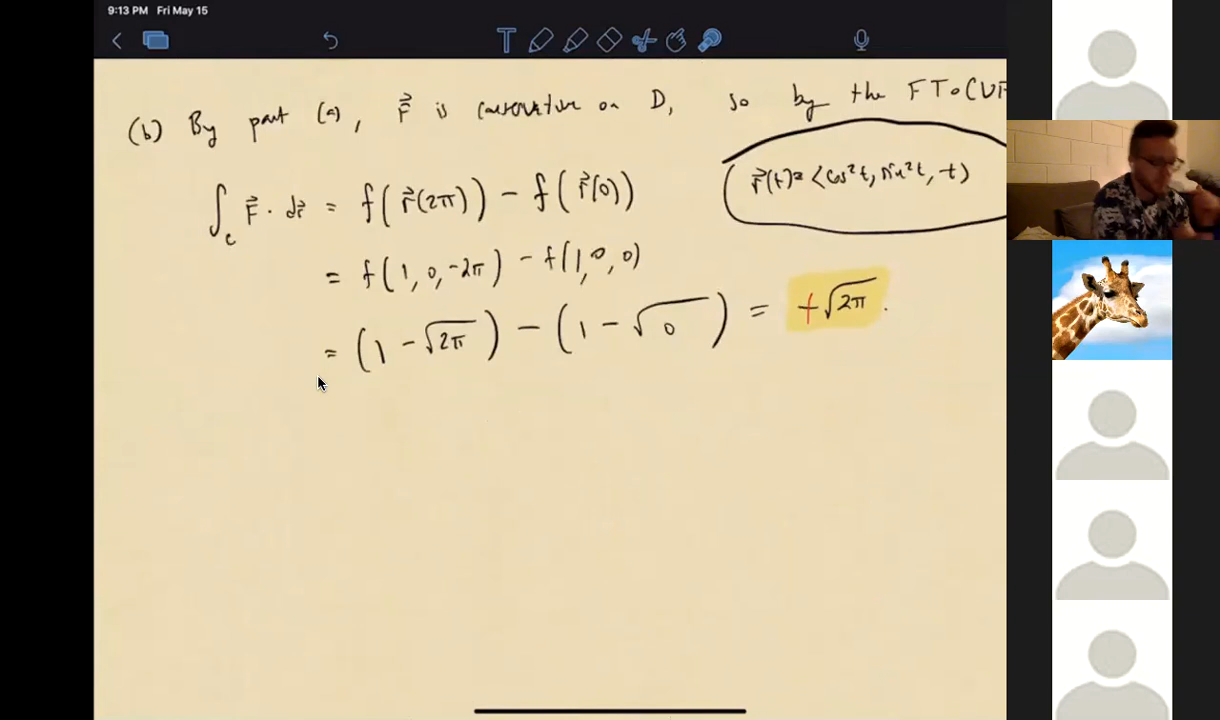 9:13 PM Fri May 15
(b) By part (a), F⃗ is conservative on D, so by the FToCVF
r⃗(t)= ⟨cos²t, sin²t, -t⟩
∫_C F⃗ · dr⃗ = f(r⃗(2π)) - f(r⃗(0))
= f(1, 0, -2π) - f(1, 0, 0)
= (1 - √2π) - (1 - √0) = +√2π.